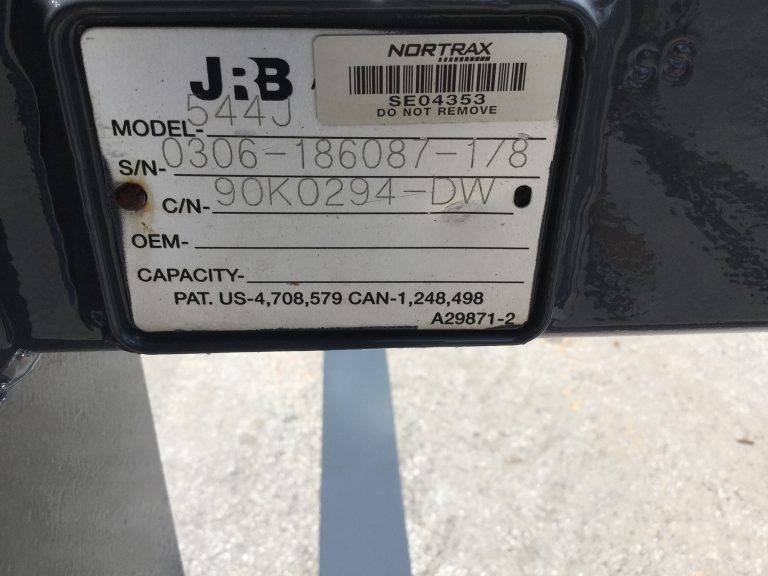 JRB
NORTRAX
SE04353
DO NOT REMOVE
MODEL- 544J
S/N- 0306-186087-178
C/N- 90K0294-DW
OEM-
CAPACITY-
PAT. US-4,708,579 CAN-1,248,498
A29871-2